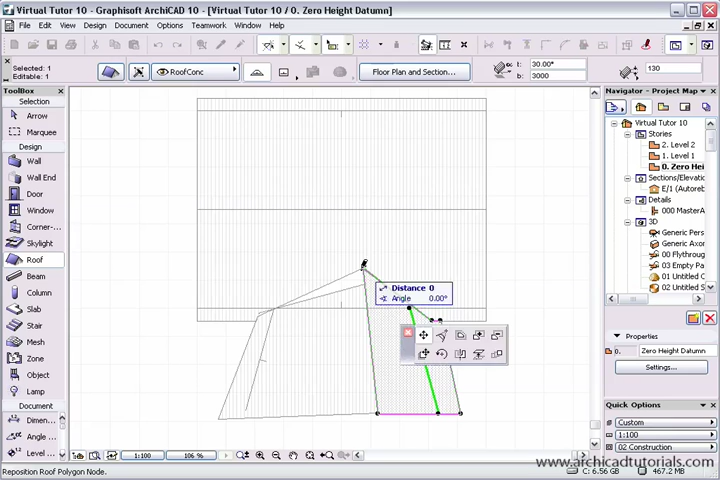 Virtual Tutor 10 - Graphisoft ArchiCAD 10 - [Virtual Tutor 10 / 0. Zero Height Datumn]
File Edit View Design Document Options Teamwork Window Help
Selected: 1
Editable: 1
RoofConc
Floor Plan and Section...
t: 30.00°
b: 3000
130
ToolBox
Selection
Arrow
Marquee
Design
Wall
Wall End
Door
Window
Corner-...
Skylight
Roof
Beam
Column
Slab
Stair
Mesh
Zone
Object
Lamp
Document
Dimen...
Angle ...
Level ...
Distance 0
Angle 0.00°
Navigator - Project Map
Virtual Tutor 10
Stories
2. Level 2
1. Level 1
0. Zero Hei
Sections/Elevatio
E/1 (Autoreb
Details
000 MasterA
3D
Generic Pers
Generic Axor
00 Flythroug
03 Empty Pa
01 Untitled C
02 Untitled S
Properties
0. Zero Height Datumn
Settings...
Quick Options
Custom
1:100
02 Construction
1:100
106 %
Reposition Roof Polygon Node.
www.archicadtutorials.com
C: 6.56 GB
467.2 MB